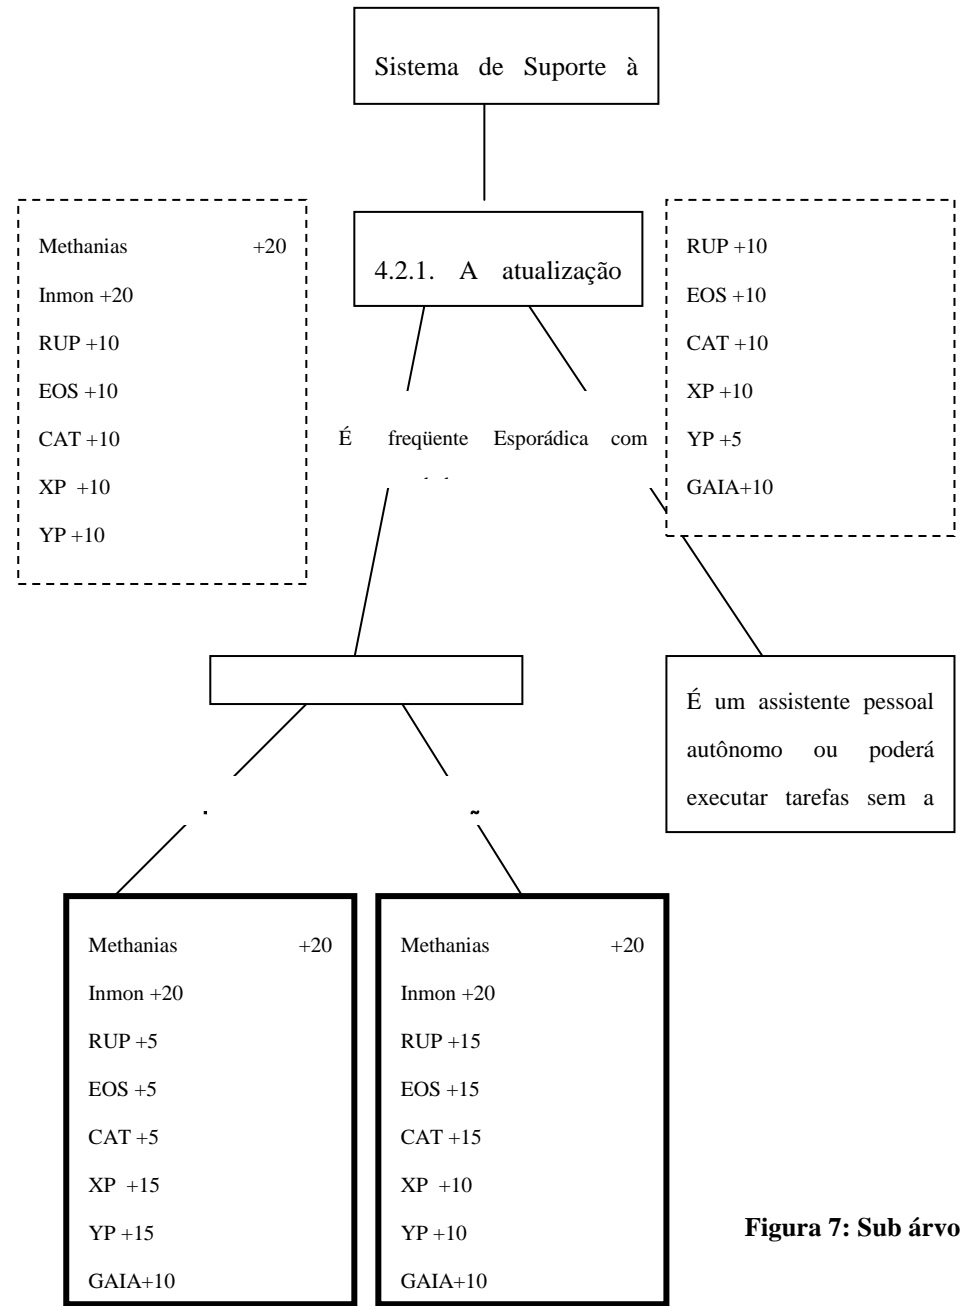 Sistema de Suporte à
Methanias +20
Inmon +20
RUP +10
EOS +10
CAT +10
XP +10
YP +10
4.2.1. A atualização
RUP +10
EOS +10
CAT +10
XP +10
YP +5
GAIA+10
É freqüente Esporádica com
É um assistente pessoal
autônomo ou poderá
executar tarefas sem a
Methanias +20
Inmon +20
RUP +5
EOS +5
CAT +5
XP +15
YP +15
GAIA+10
Methanias +20
Inmon +20
RUP +15
EOS +15
CAT +15
XP +10
YP +10
GAIA+10
Figura 7: Sub árvo